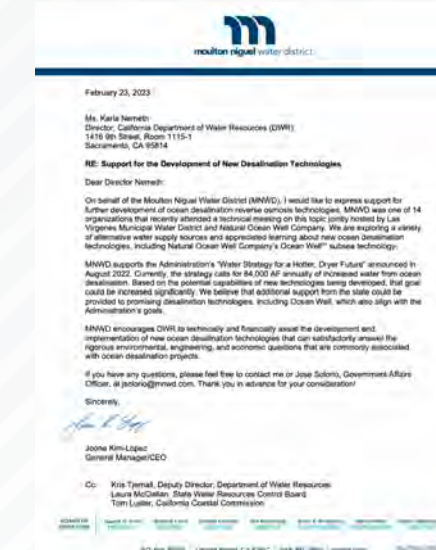 m
moulton niguel water district
February 23, 2023
Ms. Karla Nemeth
Director, California Department of Water Resources (DWR)
1416 9th Street, Room 1115-1
Sacramento, CA 95814
RE: Support for the Development of New Desalination Technologies
Dear Director Nemeth:
On behalf of the Moulton Niguel Water District (MNWD), I would like to express support for
further development of ocean desalination reverse osmosis technologies. MNWD was one of 14
organizations that recently attended a technical meeting on this topic jointly hosted by Las
Virgenes Municipal Water District and Natural Ocean Well Company. We are exploring a variety
of alternative water supply sources and appreciated learning about new ocean desalination
technologies, including Natural Ocean Well Company's Ocean Well™ subsea technology.
MNWD supports the Administration's "Water Strategy for a Hotter, Dryer Future" announced in
August 2022. Currently, the strategy calls for 84,000 AF annually of increased water from ocean
desalination. Based on the potential capabilities of new technologies being developed, that goal
could be increased significantly. We believe that additional support from the state could be
provided to promising desalination technologies, including Ocean Well, which also align with the
Administration's goals.
MNWD encourages DWR to technically and financially assist the development and
implementation of new ocean desalination technologies that can satisfactorily answer the
rigorous environmental, engineering, and economic questions that are commonly associated
with ocean desalination projects.
If you have any questions, please feel free to contact me or Jose Solorio, Government Affairs
Officer, at jsolorio@mnwd.com. Thank you in advance for your consideration!
Sincerely,
Joone Kim-Lopez
General Manager/CEO
Cc: Kris Tjernell, Deputy Director, Department of Water Resources
Laura McClellan, State Water Resources Control Board
Tom Luster, California Coastal Commission